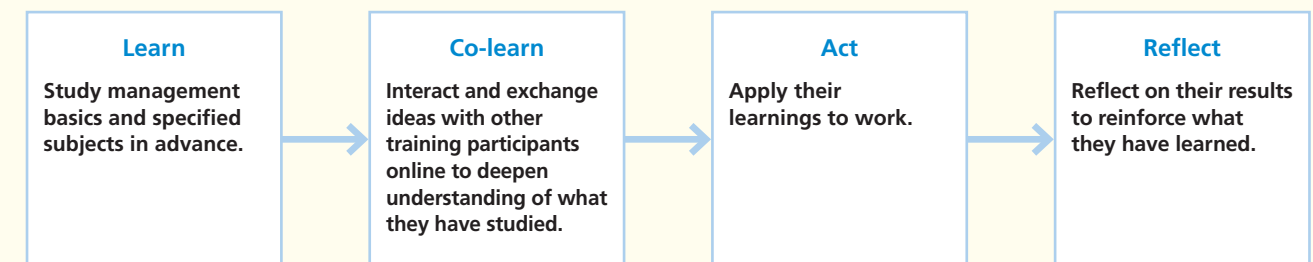 Learn
Study management
basics and specified
subjects in advance.
Co-learn
Interact and exchange
ideas with other
training participants
online to deepen
understanding of what
they have studied.
Act
Apply their
learnings to work.
Reflect
Reflect on their results
to reinforce what
they have learned.